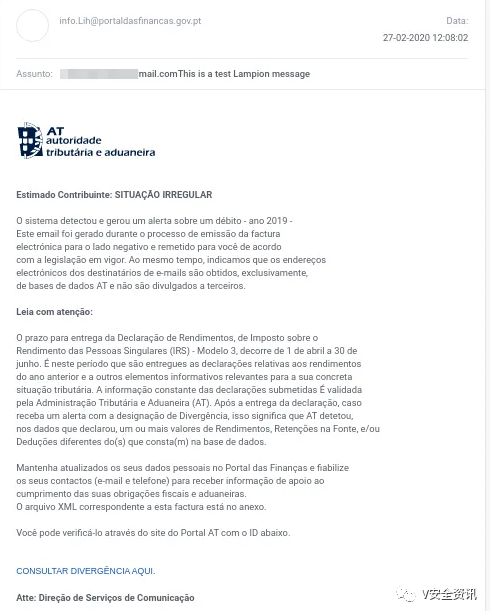 info.Lih@portaldasfinancas.gov.pt
Data:
27-02-2020 12:08:02
Assunto: mail.comThis is a test Lampion message
AT
autoridade
tributária e aduaneira
Estimado Contribuinte: SITUAÇÃO IRREGULAR
O sistema detectou e gerou um alerta sobre um débito - ano 2019 -
Este email foi gerado durante o processo de emissão da factura
electrónica para o lado negativo e remetido para você de acordo
com a legislação em vigor. Ao mesmo tempo, indicamos que os endereços
electrónicos dos destinatários de e-mails são obtidos, exclusivamente,
de bases de dados AT e não são divulgados a terceiros.
Leia com atenção:
O prazo para entrega da Declaração de Rendimentos, de Imposto sobre o
Rendimento das Pessoas Singulares (IRS) - Modelo 3, decorre de 1 de abril a 30 de
junho. É neste período que são entregues as declarações relativas aos rendimentos
do ano anterior e a outros elementos informativos relevantes para a sua concreta
situação tributária. A informação constante das declarações submetidas É validada
pela Administração Tributária e Aduaneira (AT). Após a entrega da declaração, caso
receba um alerta com a designação de Divergência, isso significa que AT detetou,
nos dados que declarou, um ou mais valores de Rendimentos, Retenções na Fonte, e/ou
Deduções diferentes do(s) que consta(m) na base de dados.
Mantenha atualizados os seus dados pessoais no Portal das Finanças e fiabilize
os seus contactos (e-mail e telefone) para receber informação de apoio ao
cumprimento das suas obrigações fiscais e aduaneiras.
O arquivo XML correspondente a esta factura está no anexo.
Você pode verificá-lo através do site do Portal AT com o ID abaixo.
CONSULTAR DIVERGÊNCIA AQUI.
Atte: Direção de Serviços de Comunicação
V安全资讯